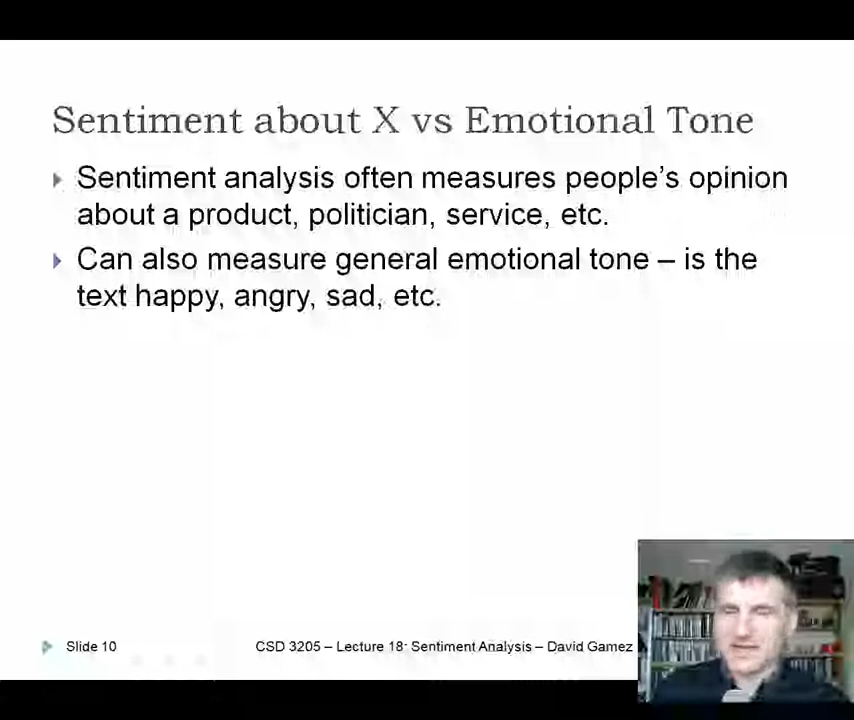 Sentiment about X vs Emotional Tone
Sentiment analysis often measures people's opinion
about a product, politician, service, etc.
Can also measure general emotional tone – is the
text happy, angry, sad, etc.
Slide 10
CSD 3205 – Lecture 18: Sentiment Analysis – David Gamez